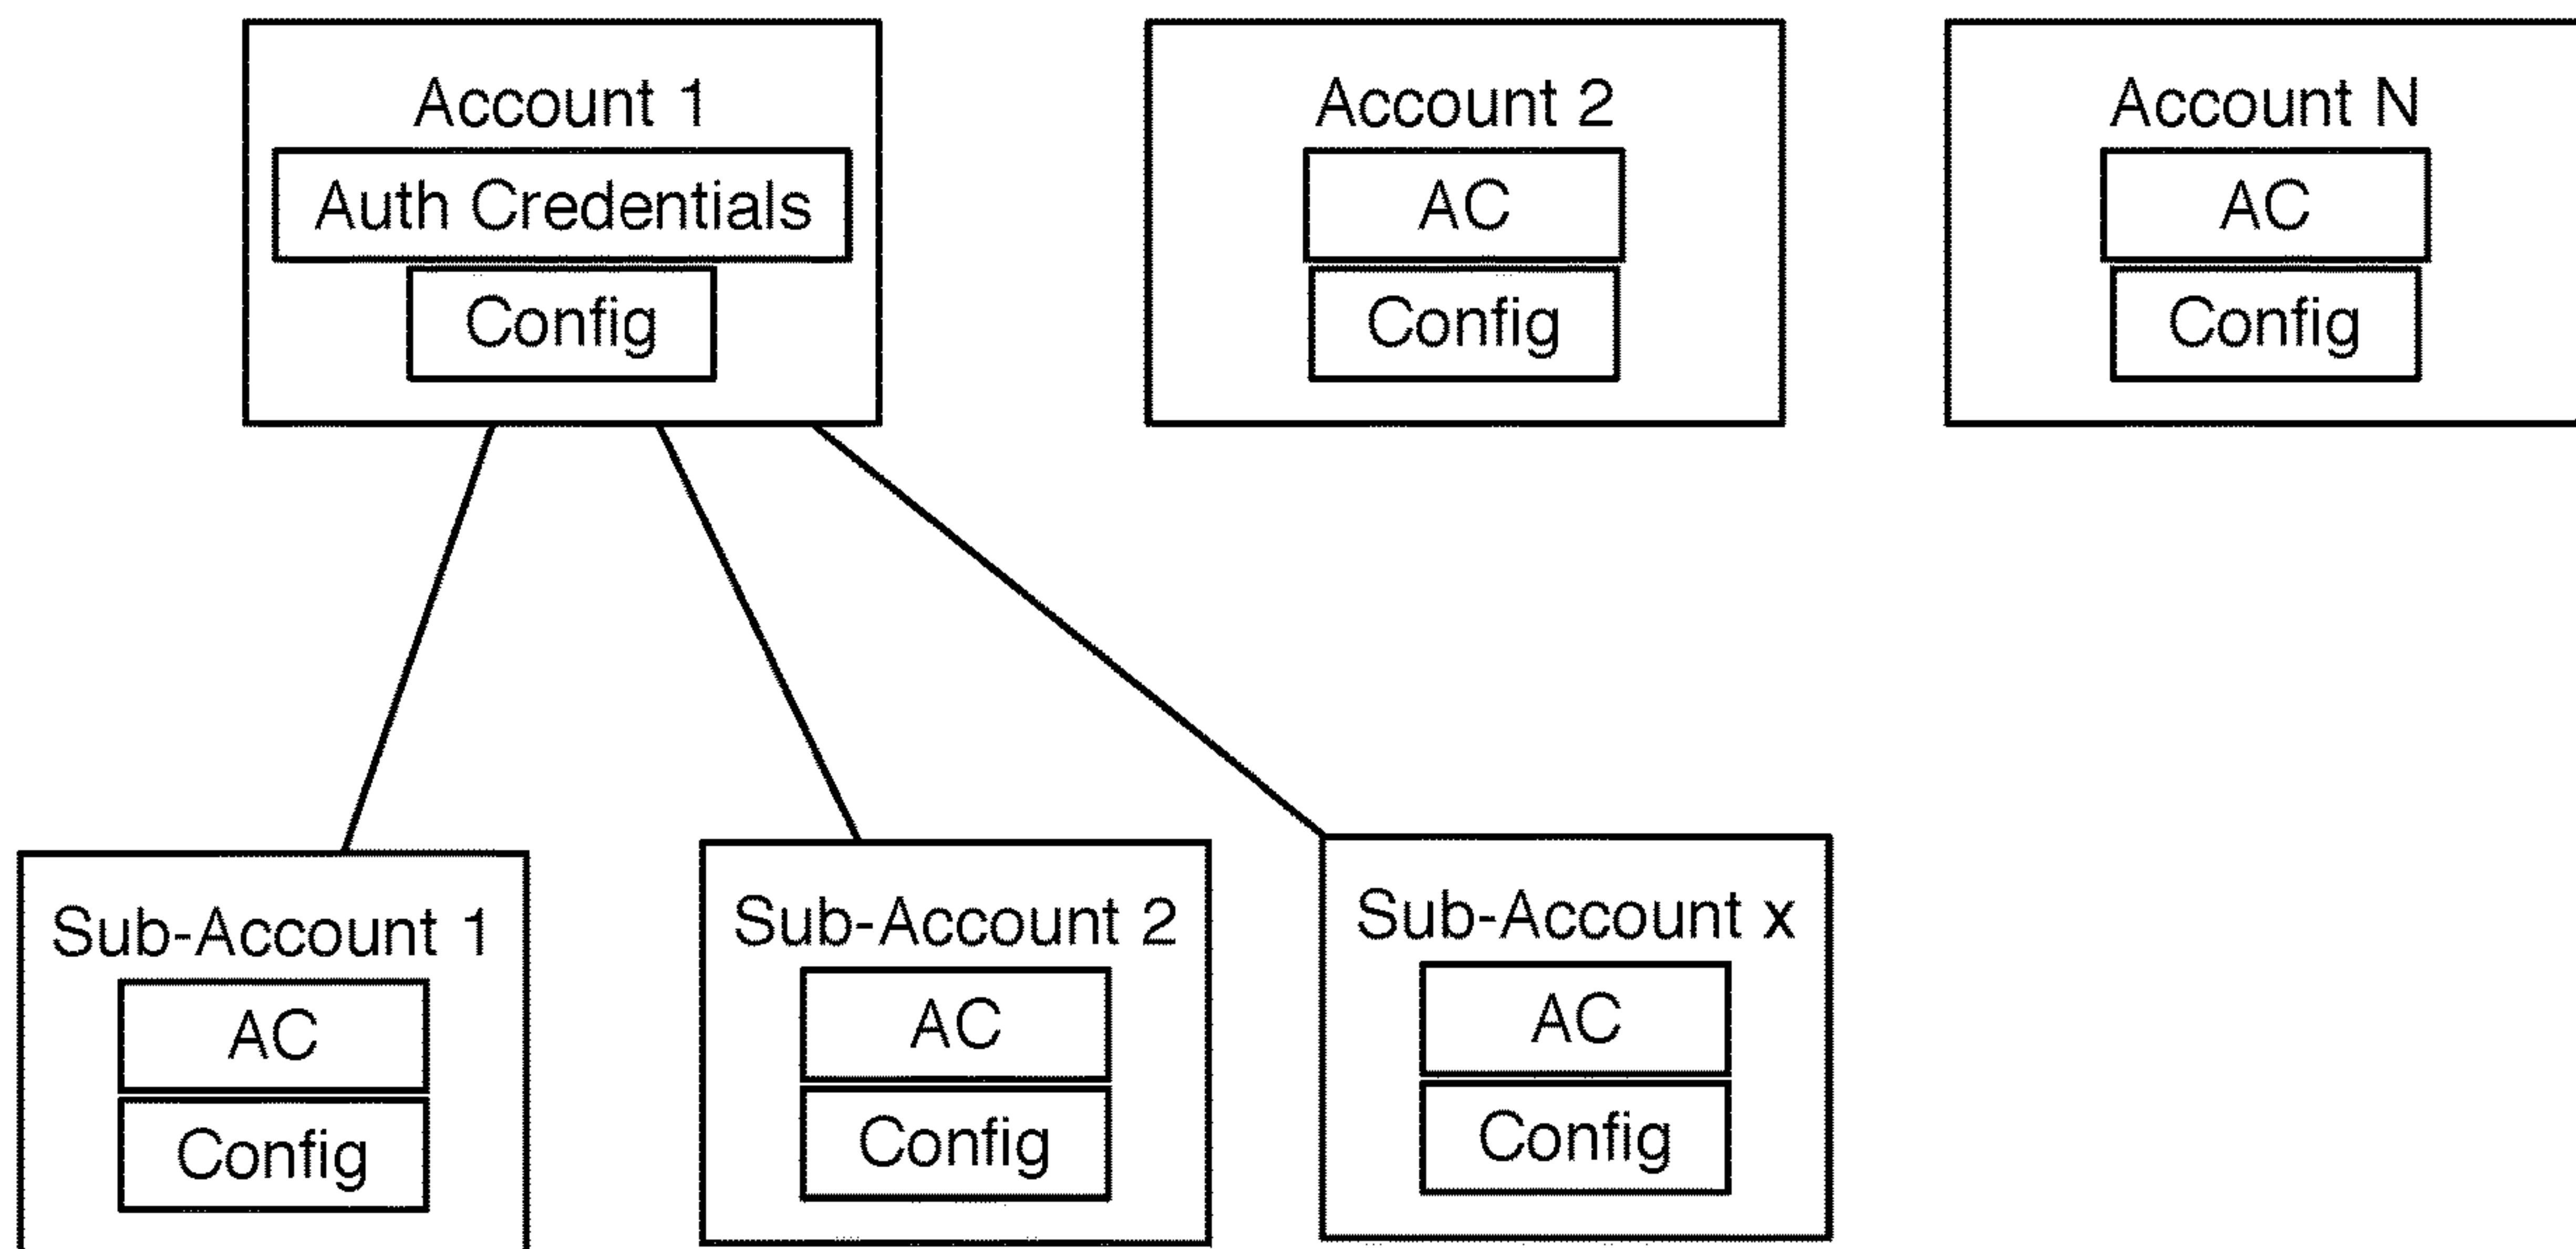 Account 1
Auth Credentials
Config
Account 2
AC
Config
Account N
AC
Config
Sub-Account 1
AC
Config
Sub-Account 2
AC
Config
Sub-Account x
AC
Config